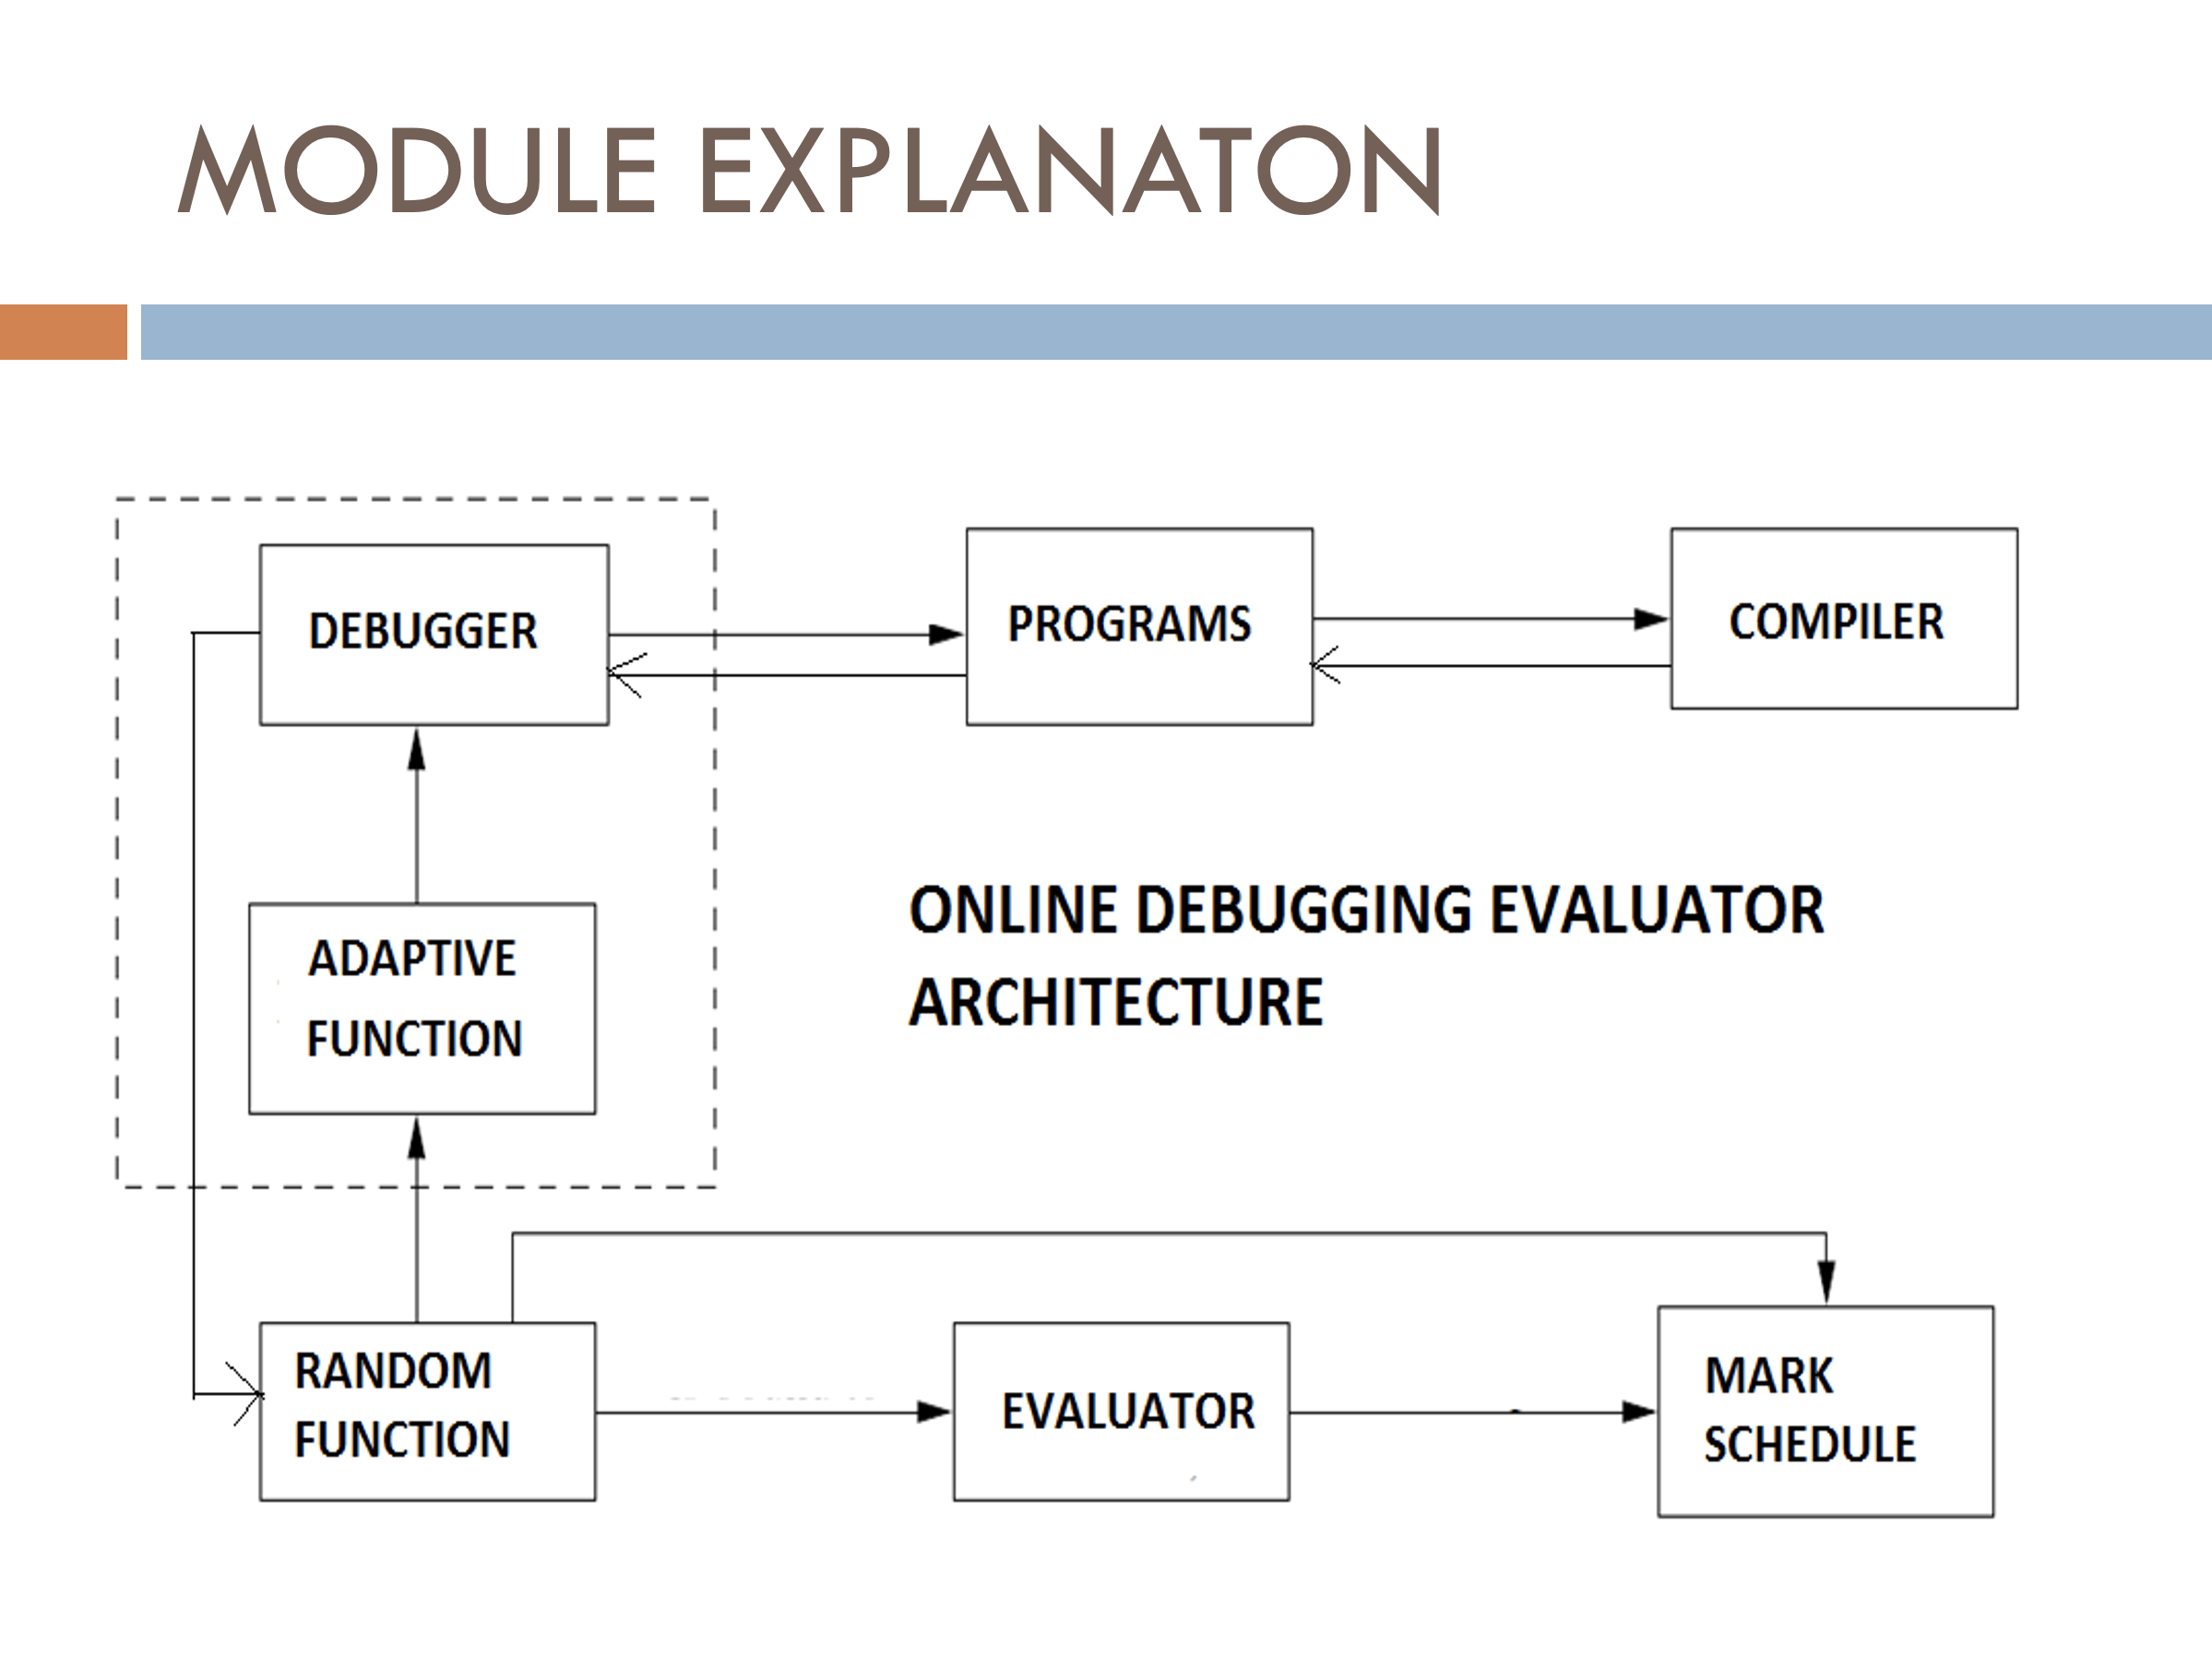 MODULE EXPLANATON
DEBUGGER
PROGRAMS
COMPILER
ADAPTIVE
FUNCTION
ONLINE DEBUGGING EVALUATOR
ARCHITECTURE
RANDOM
FUNCTION
EVALUATOR
MARK
SCHEDULE